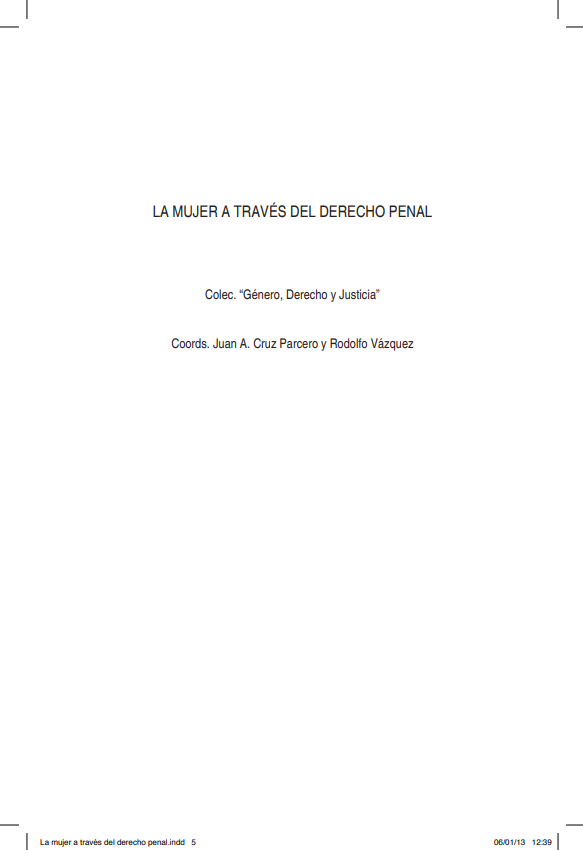 LA MUJER A TRAVÉS DEL DERECHO PENAL
Colec. “Género, Derecho y Justicia”
Coords. Juan A. Cruz Parcero y Rodolfo Vázquez
La mujer a través del derecho penal.indd 5 06/01/13 12:39